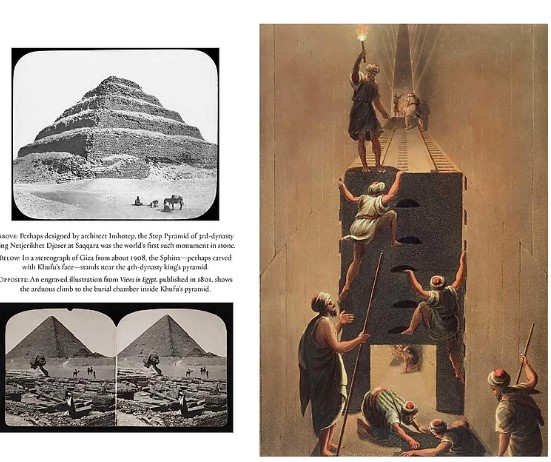 ABOVE: Perhaps designed by architect Imhotep, the Step Pyramid of 3rd-dynasty
ing Netjerikhet Djoser at Saqqara was the world's first such monument in stone.
BELOW: In a stereograph of Giza from about 1908, the Sphinx—perhaps carved
with Khufu's face—stands near the 4th-dynasty king's pyramid.
OPPOSITE: An engraved illustration from Views in Egypt, published in 1801, shows
the arduous climb to the burial chamber inside Khufu's pyramid.